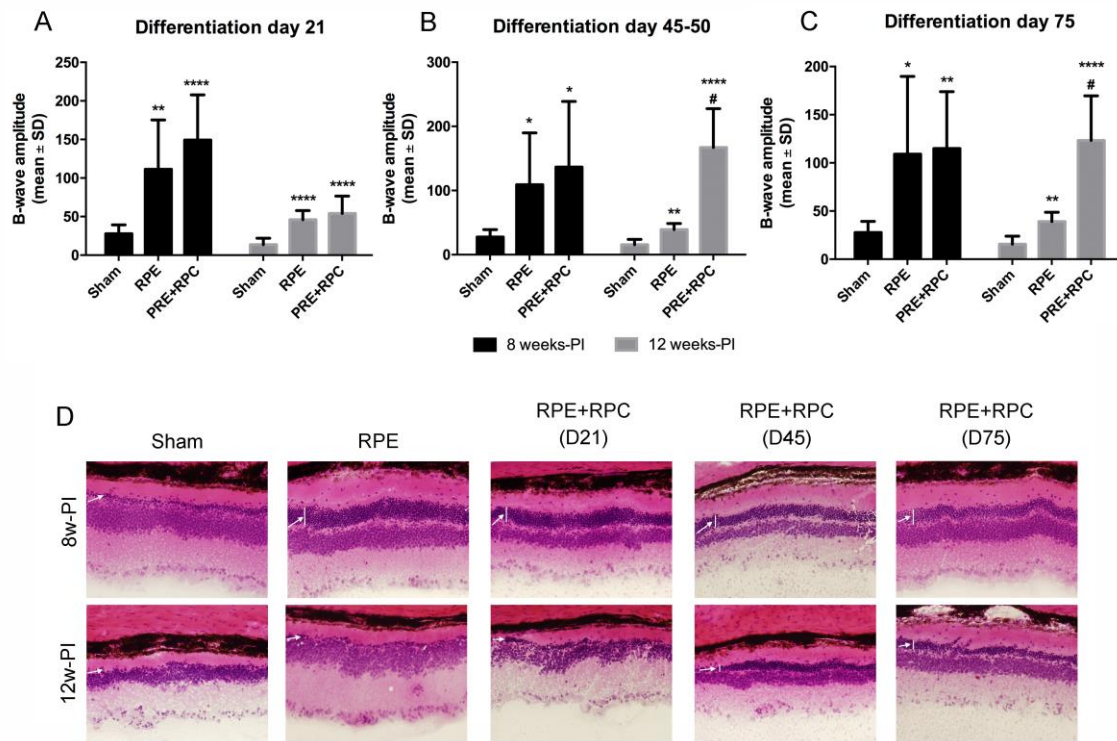 A
Differentiation day 21
B-wave amplitude
(mean ± SD)
250
200
150
100
50
0
**
****
****
****
Sham
RPE
PRE+RPC
Sham
RPE
PRE+RPC
B
Differentiation day 45-50
B-wave amplitude
(mean ± SD)
300
200
100
0
*
*
**
****
#
Sham
RPE
PRE+RPC
Sham
RPE
PRE+RPC
C
Differentiation day 75
B-wave amplitude
(mean ± SD)
200
150
100
50
0
*
**
**
****
#
Sham
RPE
PRE+RPC
Sham
RPE
PRE+RPC
8 weeks-PI
12 weeks-PI
D
Sham
RPE
RPE+RPC
(D21)
RPE+RPC
(D45)
RPE+RPC
(D75)
8w-PI
12w-PI